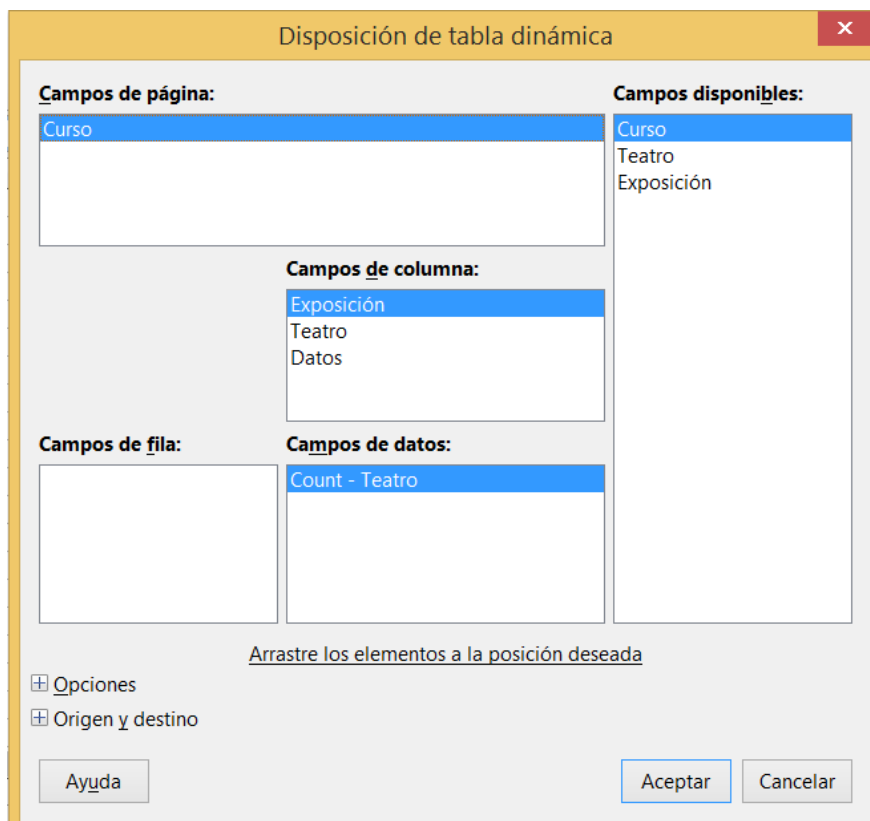 Disposición de tabla dinámica
x
Campos de página:
Curso
Campos disponibles:
Curso
Teatro
Exposición
Campos de columna:
Exposición
Teatro
Datos
Campos de fila:
Campos de datos:
Count - Teatro
Arrastre los elementos a la posición deseada
Opciones
Origen y destino
Ayuda
Aceptar
Cancelar